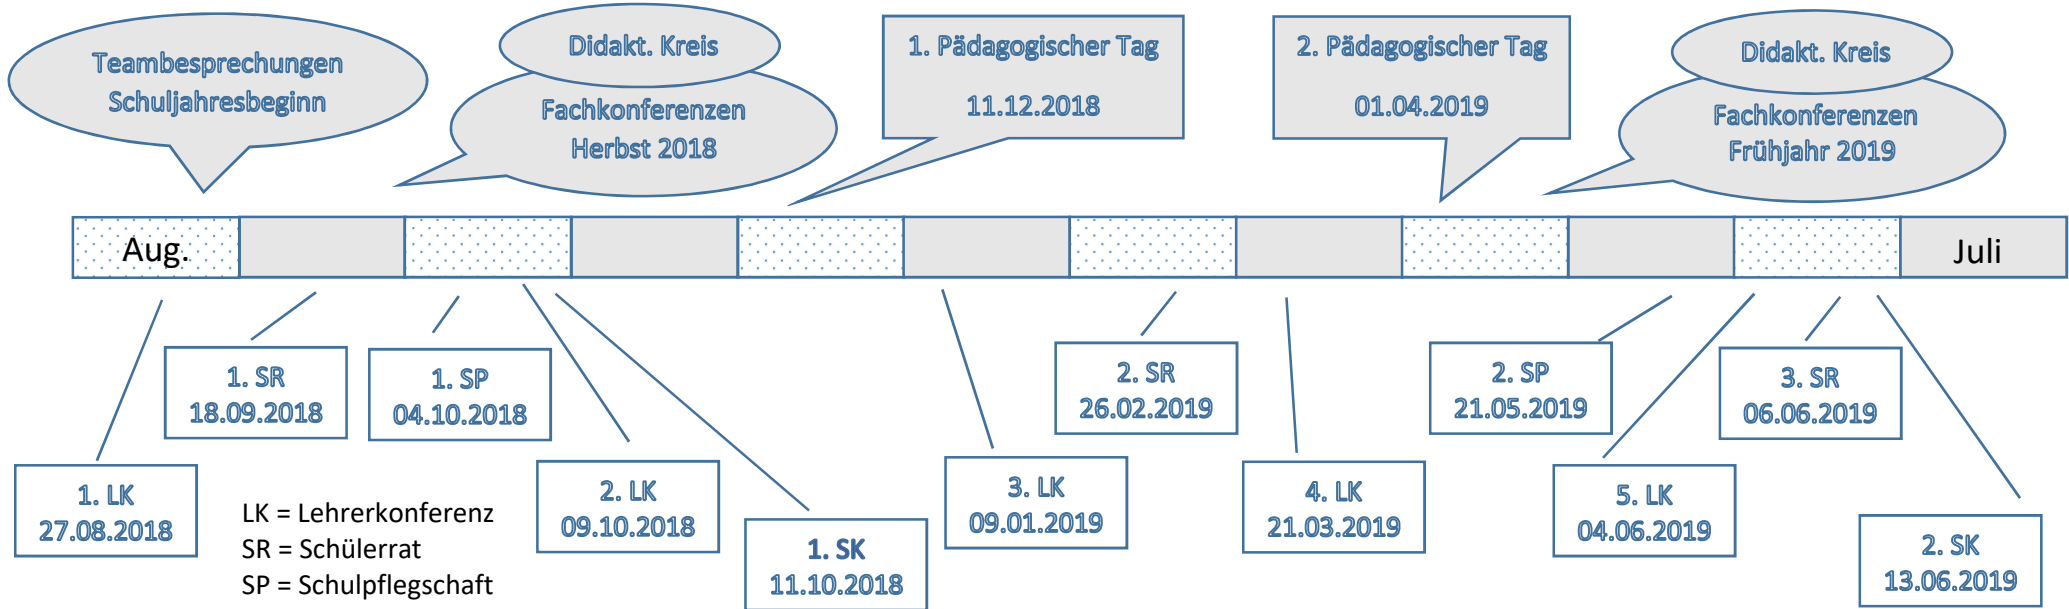 Teambesprechungen
Schuljahresbeginn
Didakt. Kreis
Fachkonferenzen
Herbst 2018
1. Pädagogischer Tag
11.12.2018
2. Pädagogischer Tag
01.04.2019
Didakt. Kreis
Fachkonferenzen
Frühjahr 2019
Aug.
Juli
1. SR
18.09.2018
1. SP
04.10.2018
2. SR
26.02.2019
2. SP
21.05.2019
3. SR
06.06.2019
1. LK
27.08.2018
2. LK
09.10.2018
1. SK
11.10.2018
3. LK
09.01.2019
4. LK
21.03.2019
5. LK
04.06.2019
2. SK
13.06.2019
LK = Lehrerkonferenz
SR = Schülerrat
SP = Schulpflegschaft